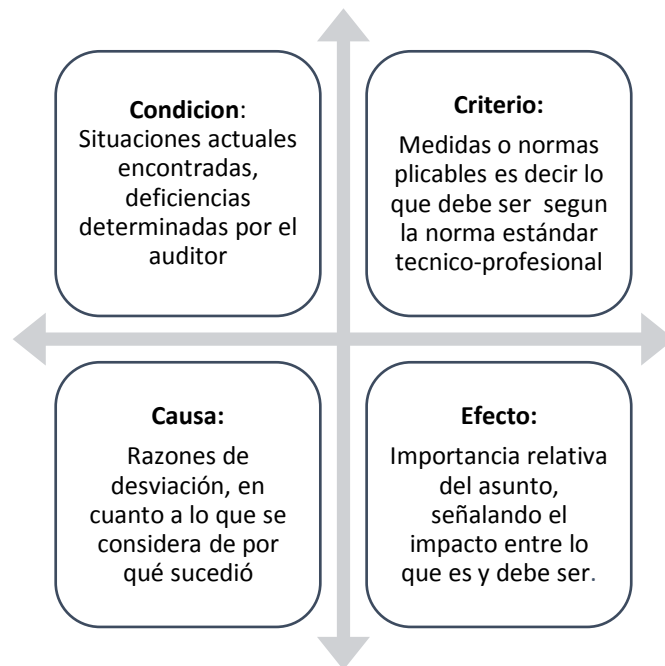 Condicion:
Situaciones actuales
encontradas,
deficiencias
determinadas por el
auditor
Criterio:
Medidas o normas
plicables es decir lo
que debe ser segun
la norma estándar
tecnico-profesional
Causa:
Razones de
desviación, en
cuanto a lo que se
considera de por
qué sucedió
Efecto:
Importancia relativa
del asunto,
señalando el
impacto entre lo
que es y debe ser.